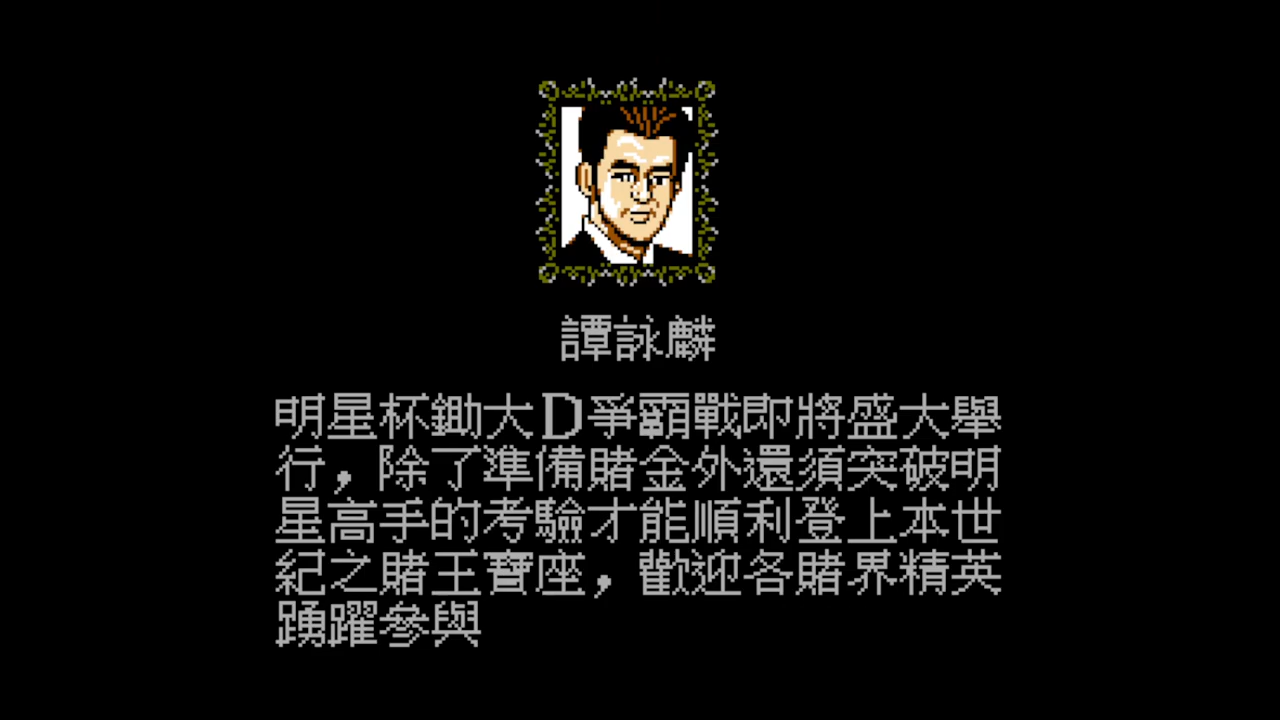 譚詠麟
明星杯鋤大D爭霸戰即將盛大舉
行，除了準備賭金外還須突破明
星高手的考驗才能順利登上本世
紀之賭王寶座，歡迎各賭界精英
踴躍參與